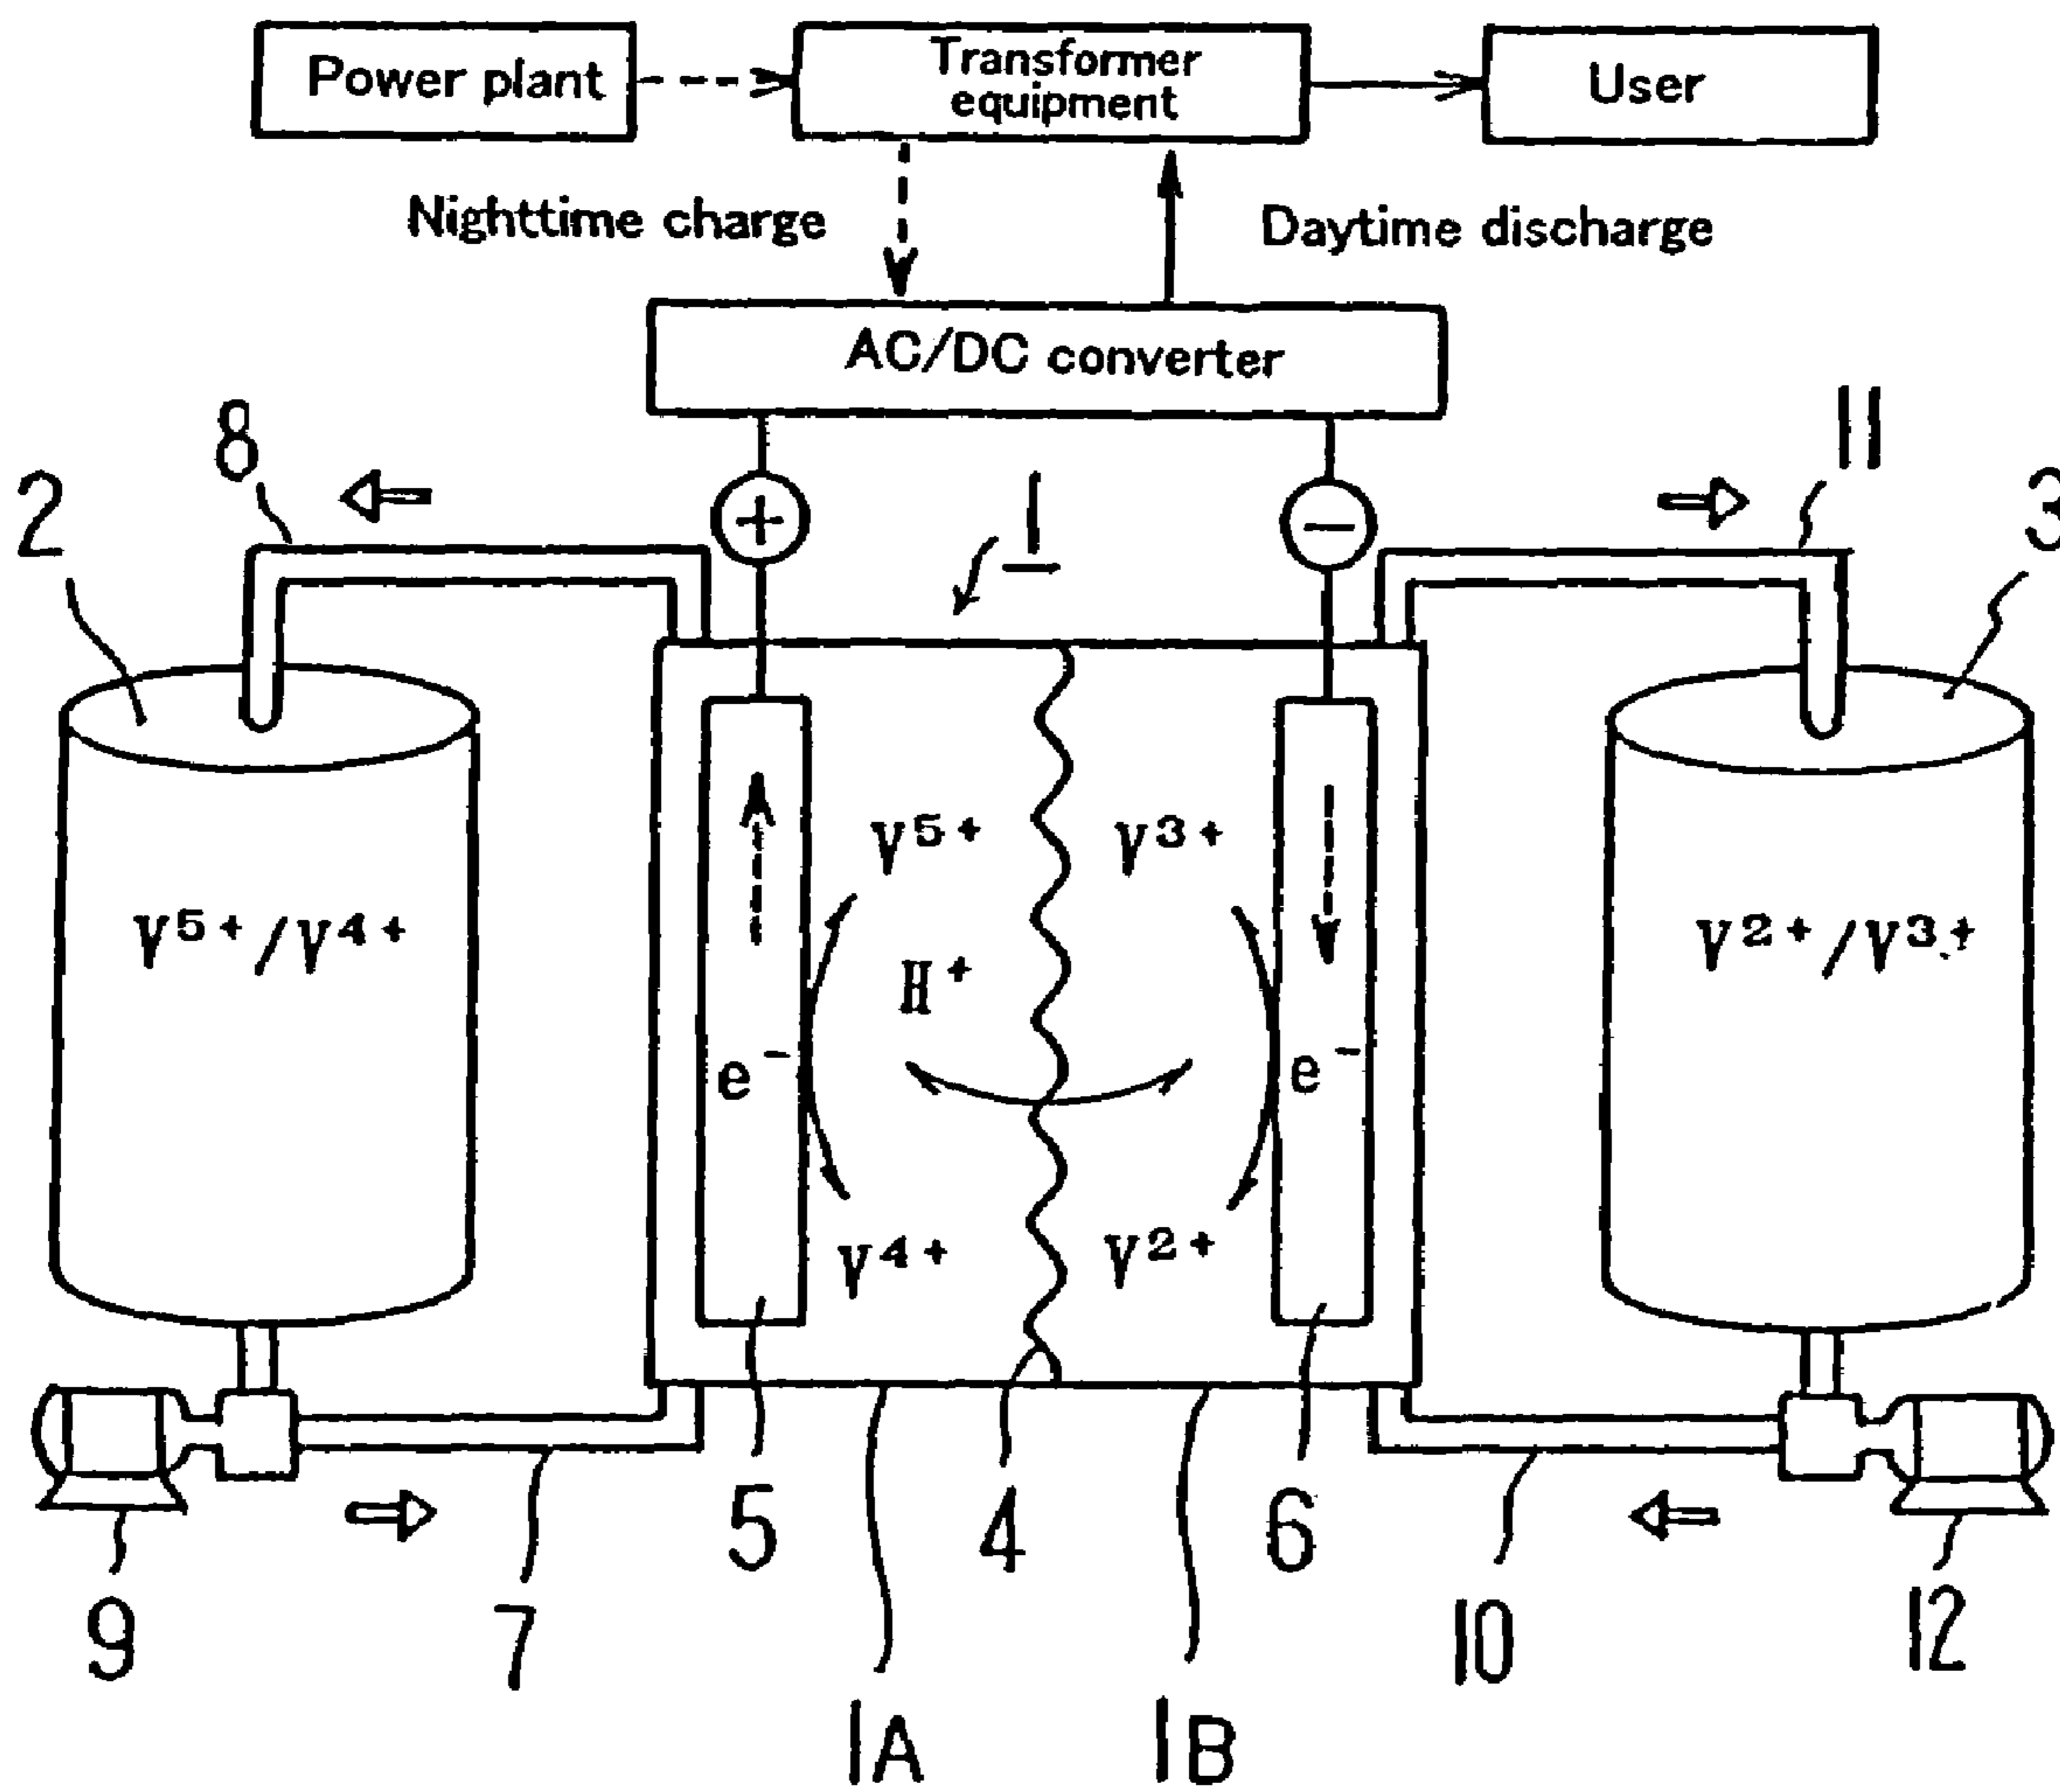 Power plant
Transformer
equipment
User
Nighttime charge
Daytime discharge
AC/DC converter
8
11
2
+
1
−
3
V⁵⁺
V³⁺
V⁵⁺/V⁴⁺
V²⁺/V³⁺
H⁺
e⁻
e⁻
V⁴⁺
V²⁺
5
4
6
9
7
10
12
1A
1B